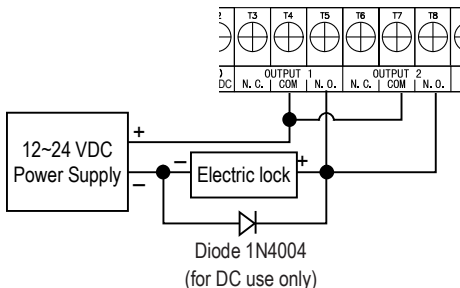 T3 T4 T5 T6 T7 T8
OUTPUT 1 OUTPUT 2
DC N. C. COM N. O. N. C. COM N. O.
12~24 VDC
Power Supply
+
−
− Electric lock +
Diode 1N4004
(for DC use only)